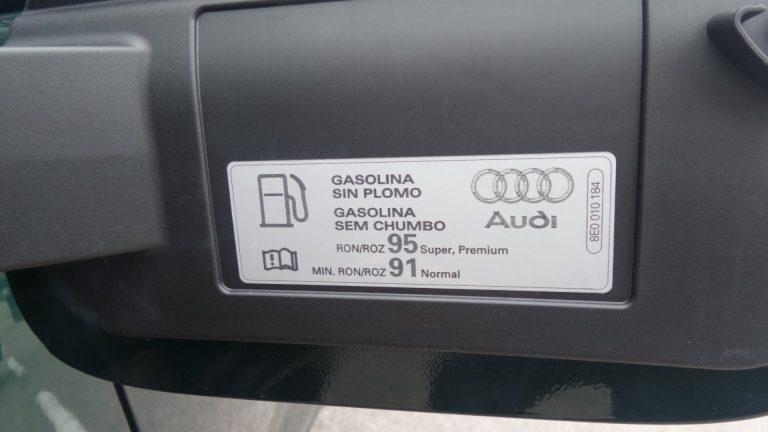 GASOLINA
SIN PLOMO
GASOLINA
SEM CHUMBO
RON/ROZ 95 Super, Premium
MIN. RON/ROZ 91 Normal
Audi
8E0 010 184